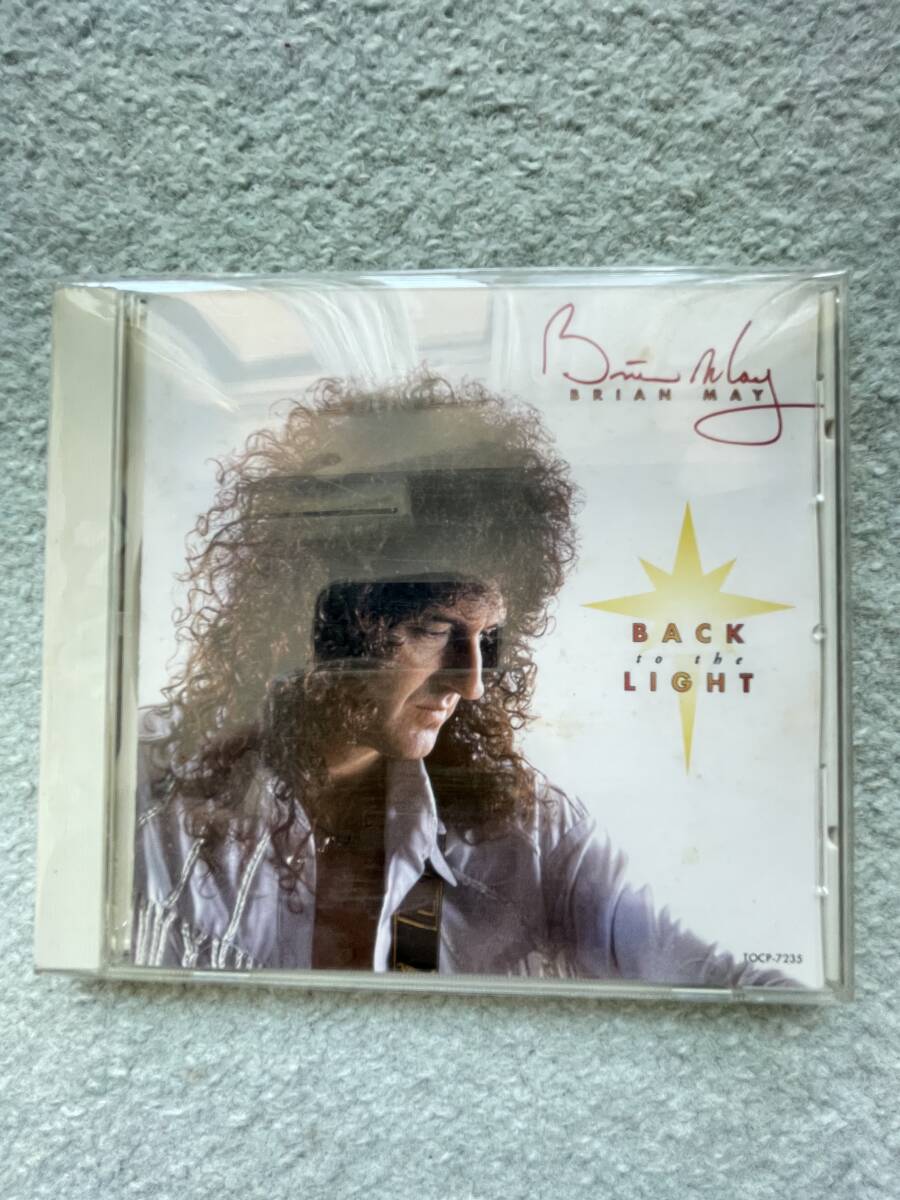 Brian May
BRIAN MAY
BACK
to the
LIGHT
TOCP-7235